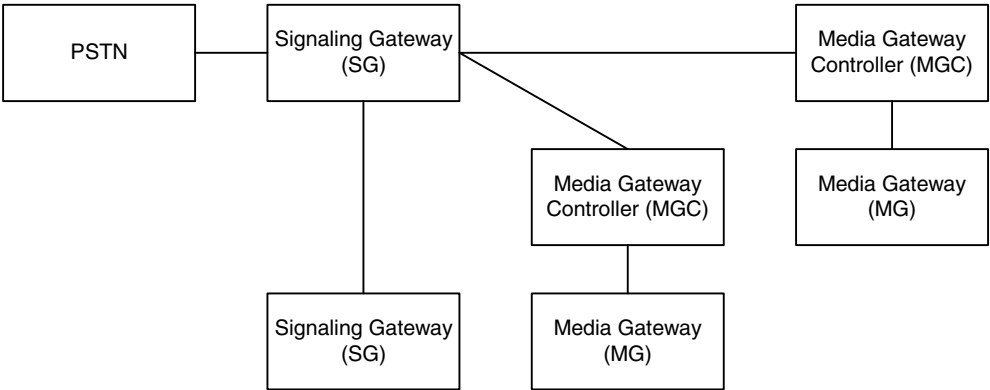 PSTN
Signaling Gateway
(SG)
Media Gateway
Controller (MGC)
Media Gateway
Controller (MGC)
Media Gateway
(MG)
Signaling Gateway
(SG)
Media Gateway
(MG)